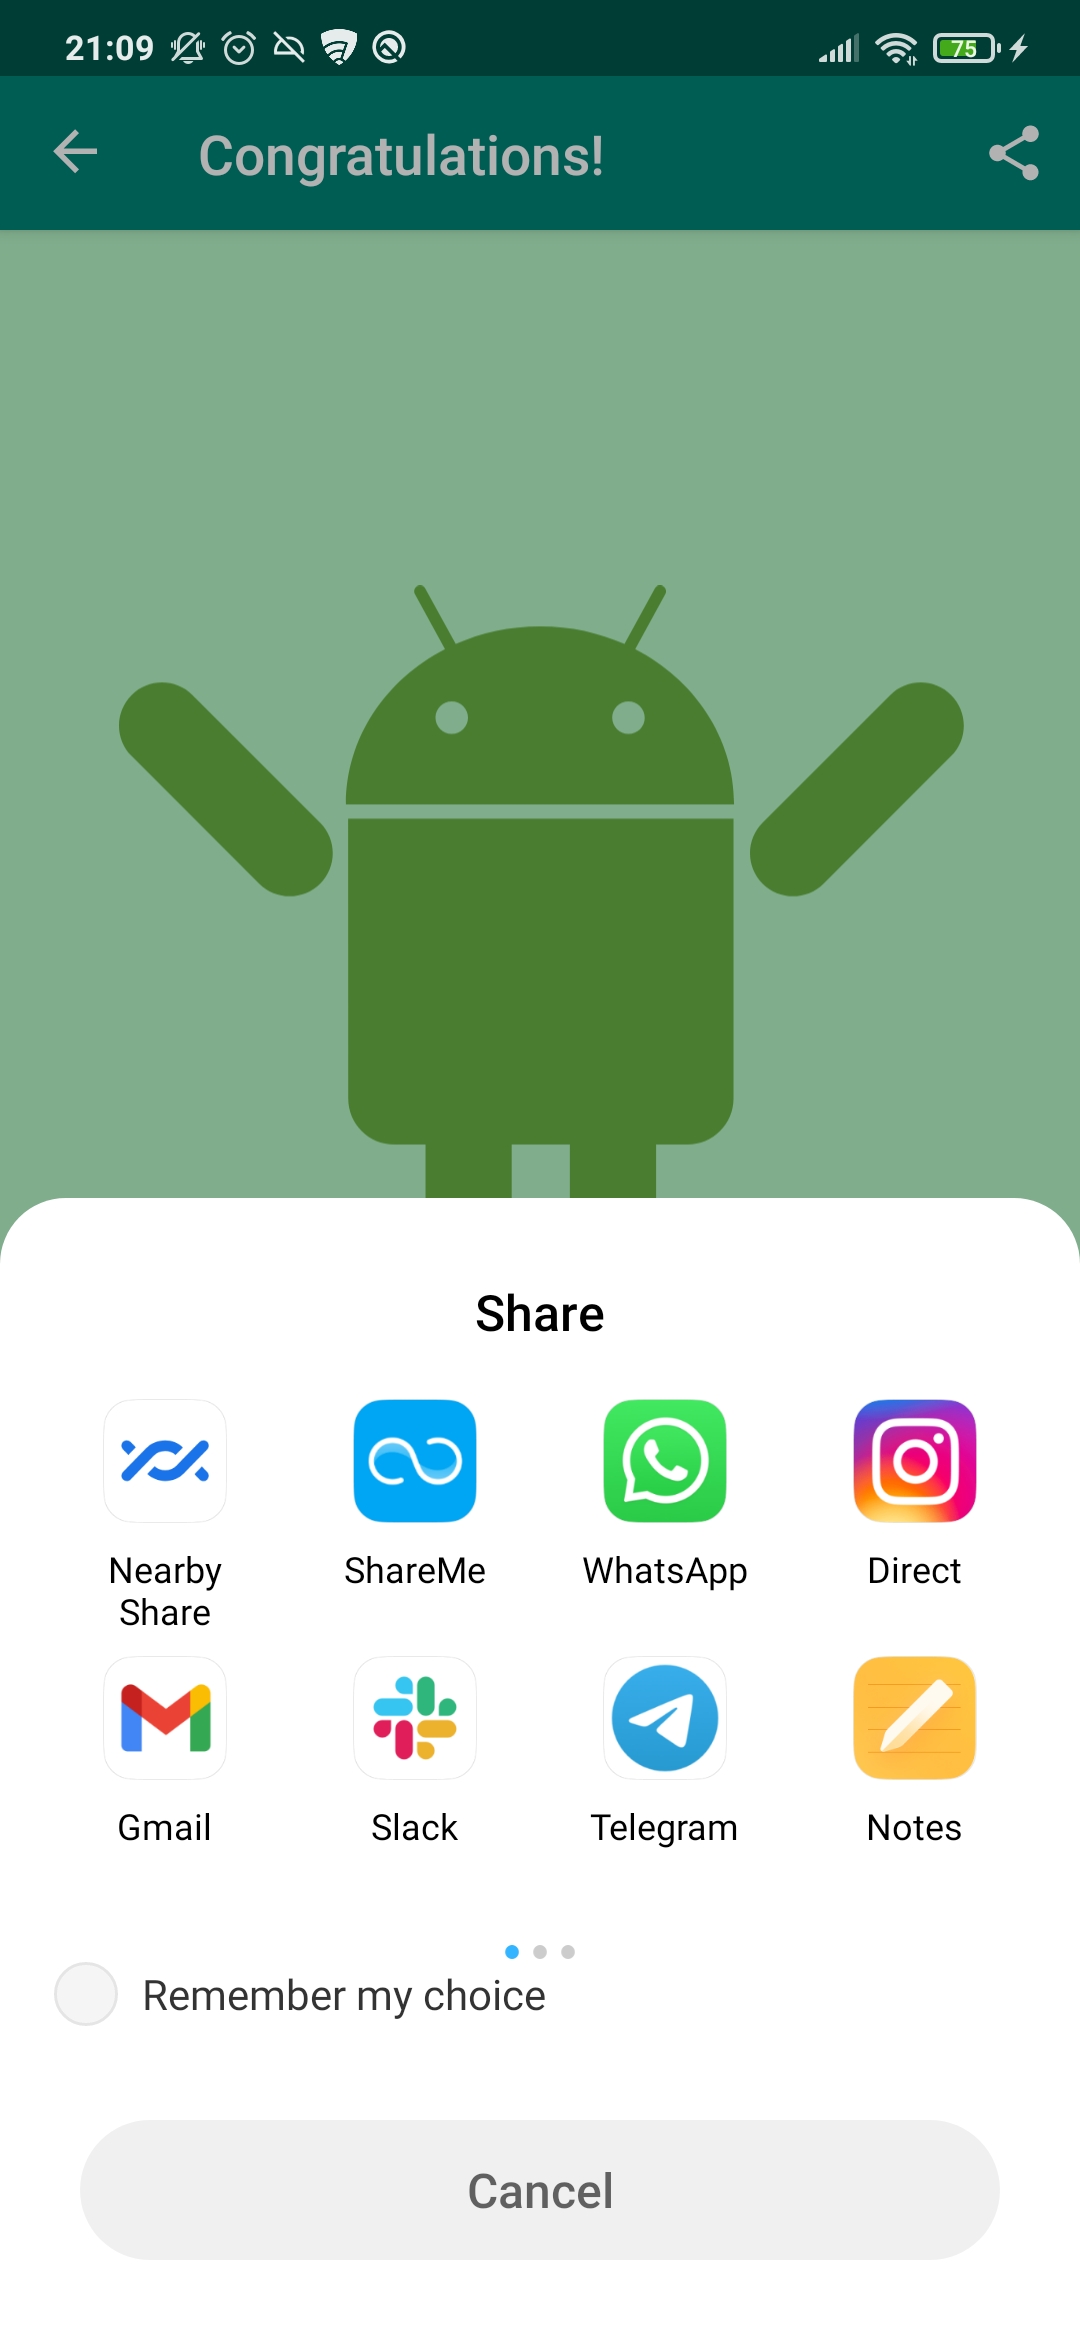 21:09
75
Congratulations!
Share
Nearby Share
ShareMe
WhatsApp
Direct
Gmail
Slack
Telegram
Notes
Remember my choice
Cancel